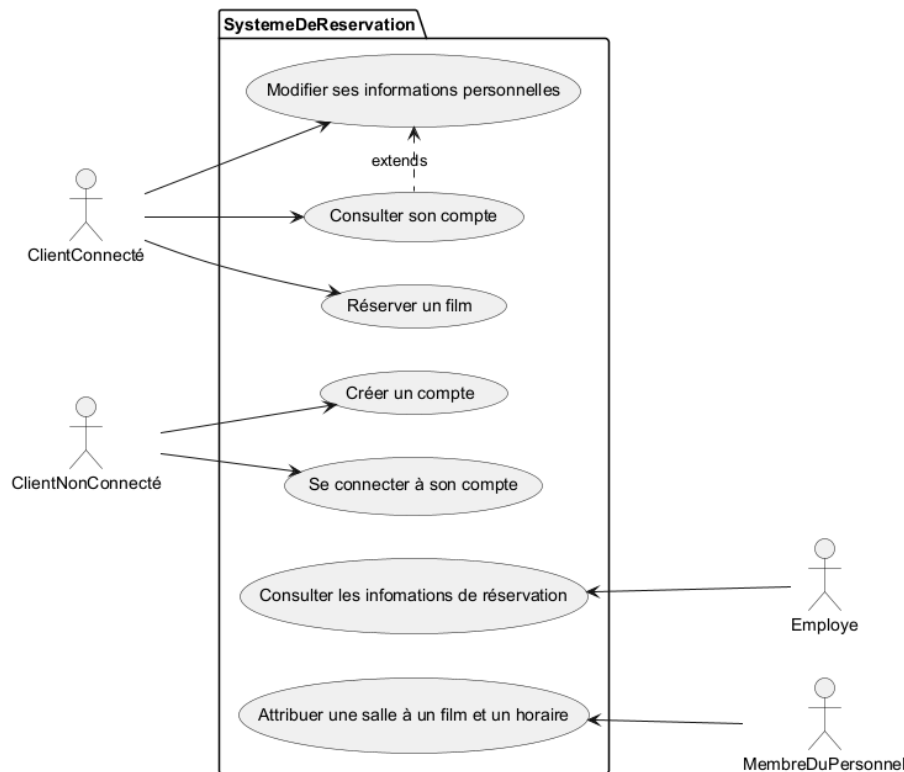 SystemeDeReservation
Modifier ses informations personnelles
extends
Consulter son compte
ClientConnecté
Réserver un film
Créer un compte
ClientNonConnecté
Se connecter à son compte
Consulter les infomations de réservation
Employe
Attribuer une salle à un film et un horaire
MembreDuPersonnel